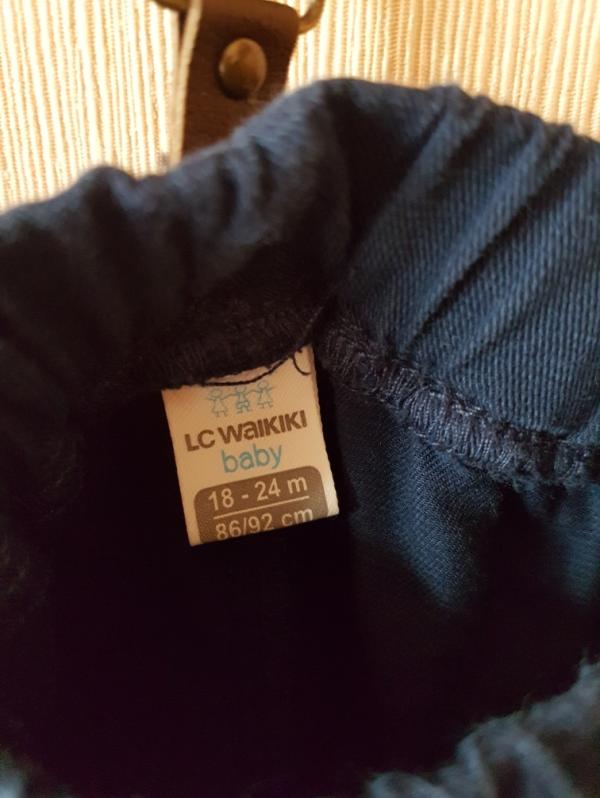 LC WAIKIKI
baby
18 - 24 m
86/92 cm